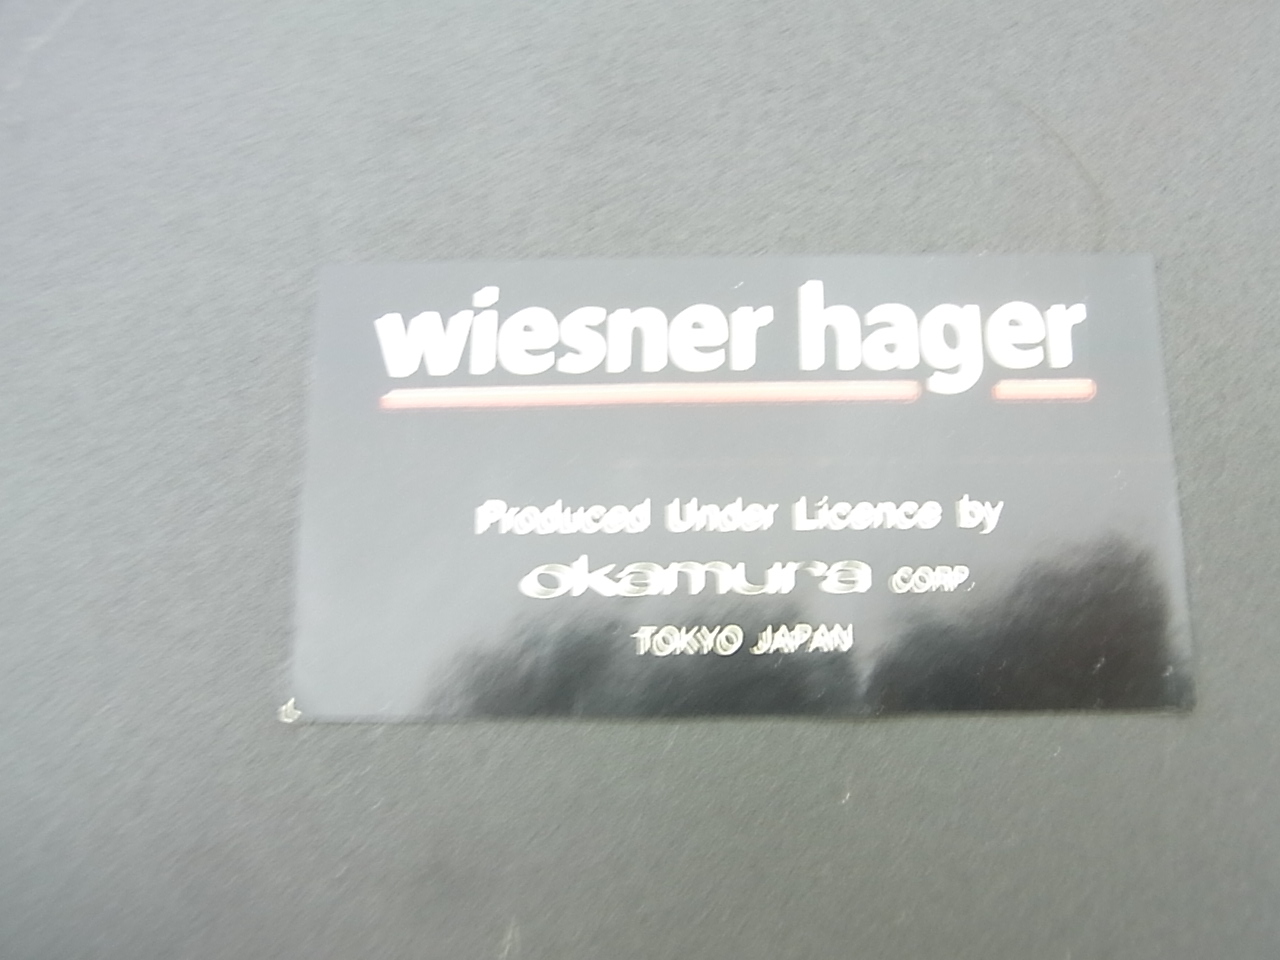 wiesner hager
Produced Under Licence by
okamura CORP.
TOKYO JAPAN